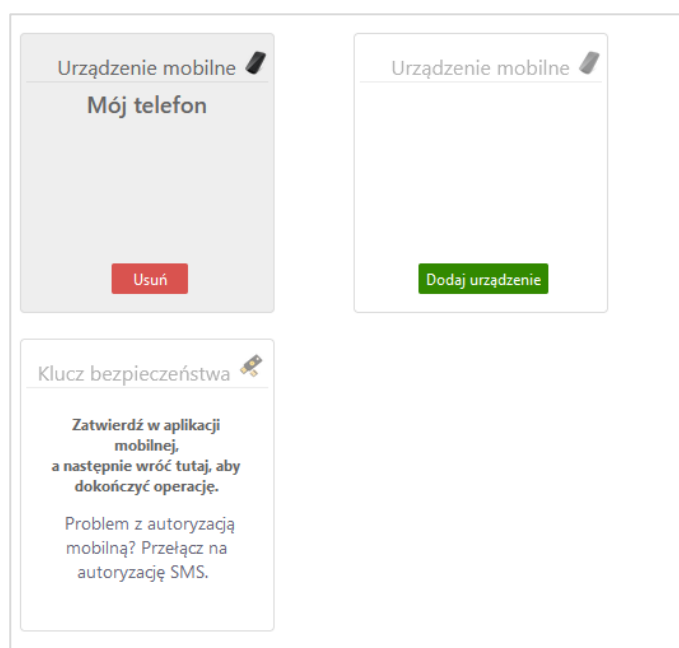 Urządzenie mobilne
Mój telefon
Usuń
Urządzenie mobilne
Dodaj urządzenie
Klucz bezpieczeństwa
Zatwierdź w aplikacji
mobilnej,
a następnie wróć tutaj, aby
dokończyć operację.
Problem z autoryzacją
mobilną? Przełącz na
autoryzację SMS.